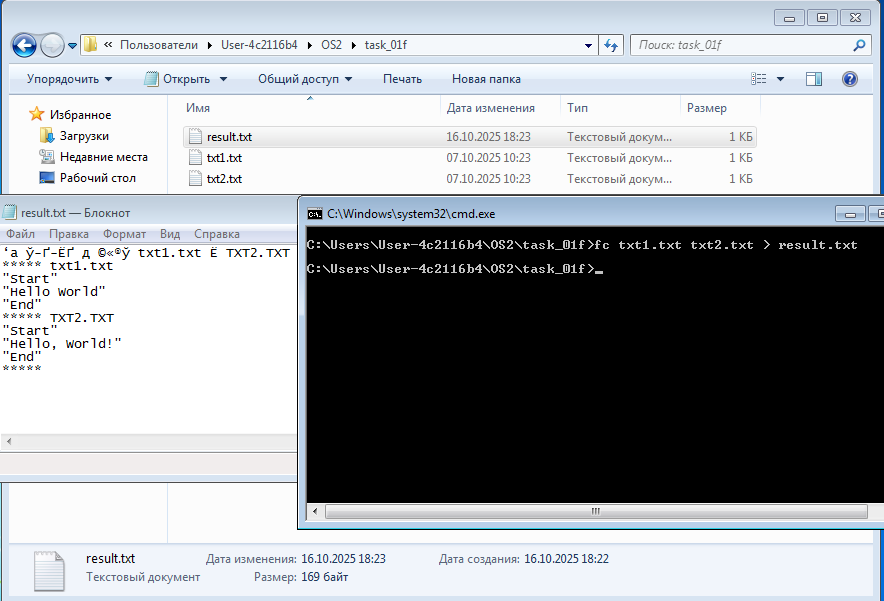 « Пользователи ▸ User-4c2116b4 ▸ OS2 ▸ task_01f
Поиск: task_01f
Упорядочить Открыть Общий доступ Печать Новая папка
Имя Дата изменения Тип Размер
Избранное
Загрузки
Недавние места
Рабочий стол
result.txt 16.10.2025 18:23 Текстовый докум... 1 КБ
txt1.txt 07.10.2025 10:23 Текстовый докум... 1 КБ
txt2.txt 07.10.2025 10:23 Текстовый докум... 1 КБ
result.txt — Блокнот
Файл Правка Формат Вид Справка
txt1.txt TXT2.TXT
***** txt1.txt
"Start"
"Hello World"
"End"
***** TXT2.TXT
"Start"
"Hello, World!"
"End"
*****
C:\Windows\system32\cmd.exe
C:\Users\User-4c2116b4\OS2\task_01f>fc txt1.txt txt2.txt > result.txt
C:\Users\User-4c2116b4\OS2\task_01f>_
result.txt Дата изменения: 16.10.2025 18:23 Дата создания: 16.10.2025 18:22
Текстовый документ Размер: 169 байт